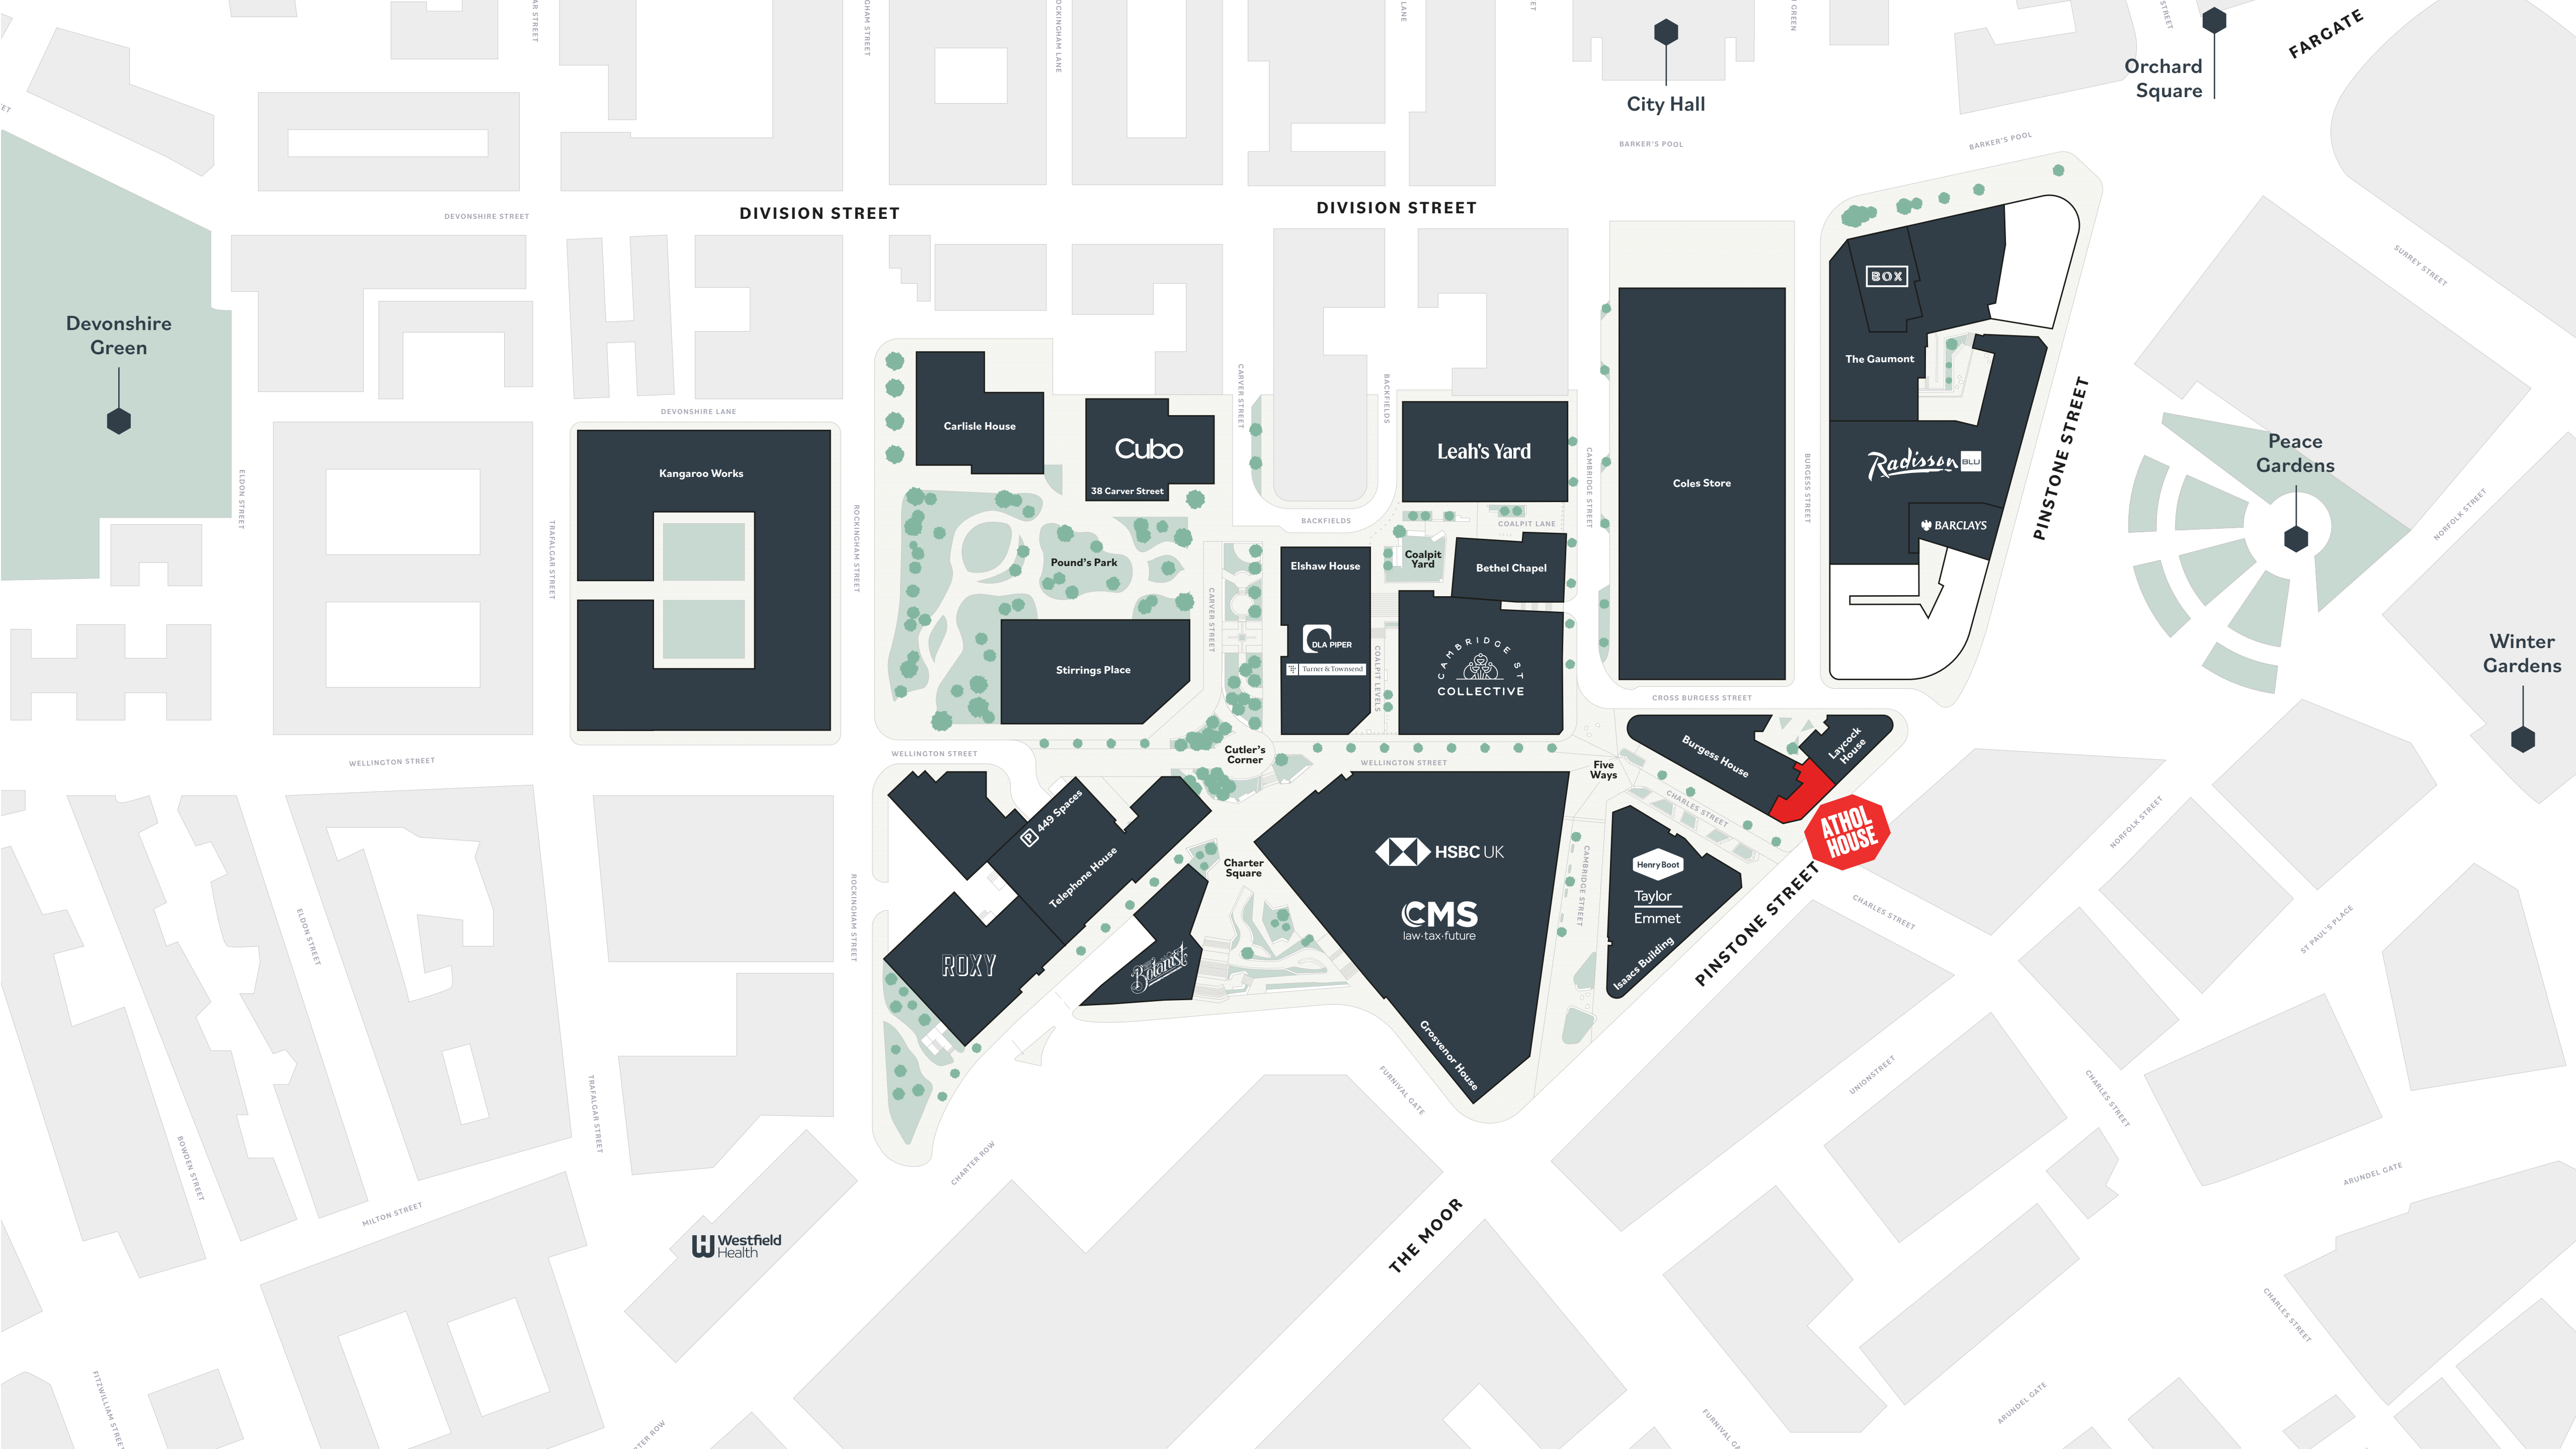 FARGATE
Orchard
Square
City Hall
BARKER'S POOL
BARKER'S POOL
DIVISION STREET
DIVISION STREET
DEVONSHIRE STREET
ROCKINGHAM LANE
SURREY STREET
Devonshire
Green
BOX
The Gaumont
Carlisle House
DEVONSHIRE LANE
CARVER STREET
BACKFIELDS
Cubo
38 Carver Street
Leah's Yard
Kangaroo Works
Coles Store
Radisson BLU
BARCLAYS
PINSTONE STREET
Peace
Gardens
NORFOLK STREET
ELDON STREET
TRAFALGAR STREET
ROCKINGHAM STREET
CAMBRIDGE STREET
BURGESS STREET
BACKFIELDS
COALPIT LANE
Pound's Park
Elshaw House
Coalpit
Yard
Bethel Chapel
CARVER STREET
DLA PIPER
Turner & Townsend
COALPIT LEVELS
CAMBRIDGE ST
COLLECTIVE
Stirrings Place
Winter
Gardens
CROSS BURGESS STREET
WELLINGTON STREET
WELLINGTON STREET
WELLINGTON STREET
Cutler's
Corner
Five
Ways
Burgess House
Laycock
House
CHARLES STREET
ATHOL
HOUSE
P 449 Spaces
Telephone House
Charter
Square
HSBC UK
CMS
law·tax·future
Henry Boot
Taylor
Emmet
Isaacs Building
CAMBRIDGE STREET
PINSTONE STREET
CHARLES STREET
NORFOLK STREET
ST PAUL'S PLACE
ELDON STREET
ROCKINGHAM STREET
ROXY
Botanist
Grosvenor House
FURNIVAL GATE
UNIONSTREET
CHARLES STREET
ARUNDEL GATE
TRAFALGAR STREET
BOWDEN STREET
MILTON STREET
CHARTER ROW
Westfield
Health
THE MOOR
CHARLES STREET
ARUNDEL GATE
FITZWILLIAM STREET